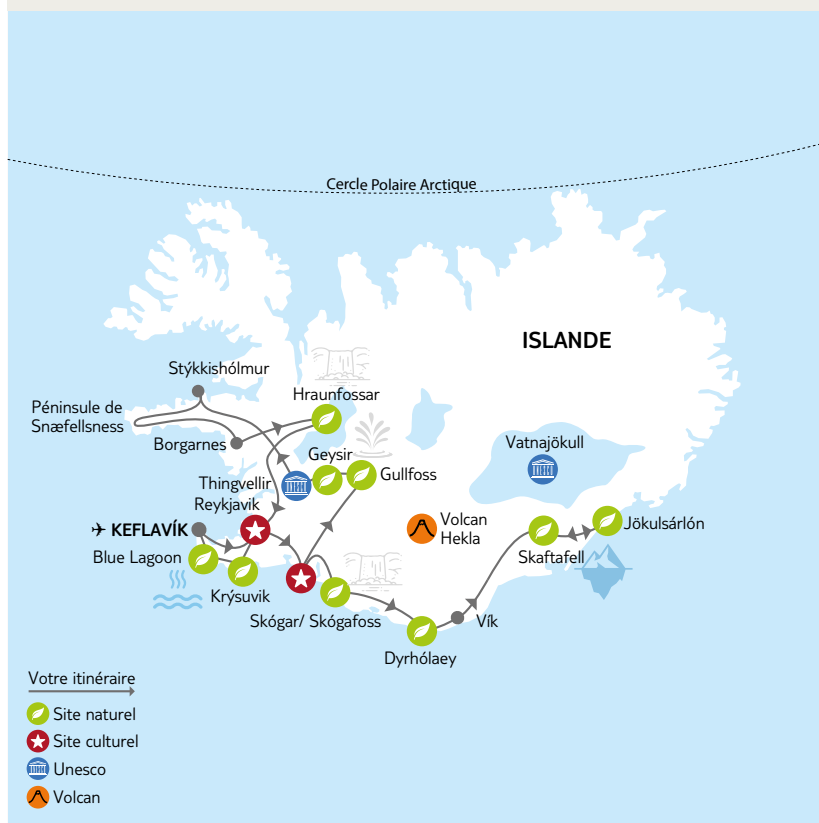 Cercle Polaire Arctique
ISLANDE
Stýkkishólmur
Hraunfossar
Péninsule de
Snæfellsness
Borgarnes
Geysir
Gullfoss
Vatnajökull
Thingvellir
Reykjavik
KEFLAVÍK
Blue Lagoon
Krýsuvik
Volcan
Hekla
Jökulsárlón
Skaftafell
Skógar/ Skógafoss
Vík
Dyrhólaey
Votre itinéraire
Site naturel
Site culturel
Unesco
Volcan